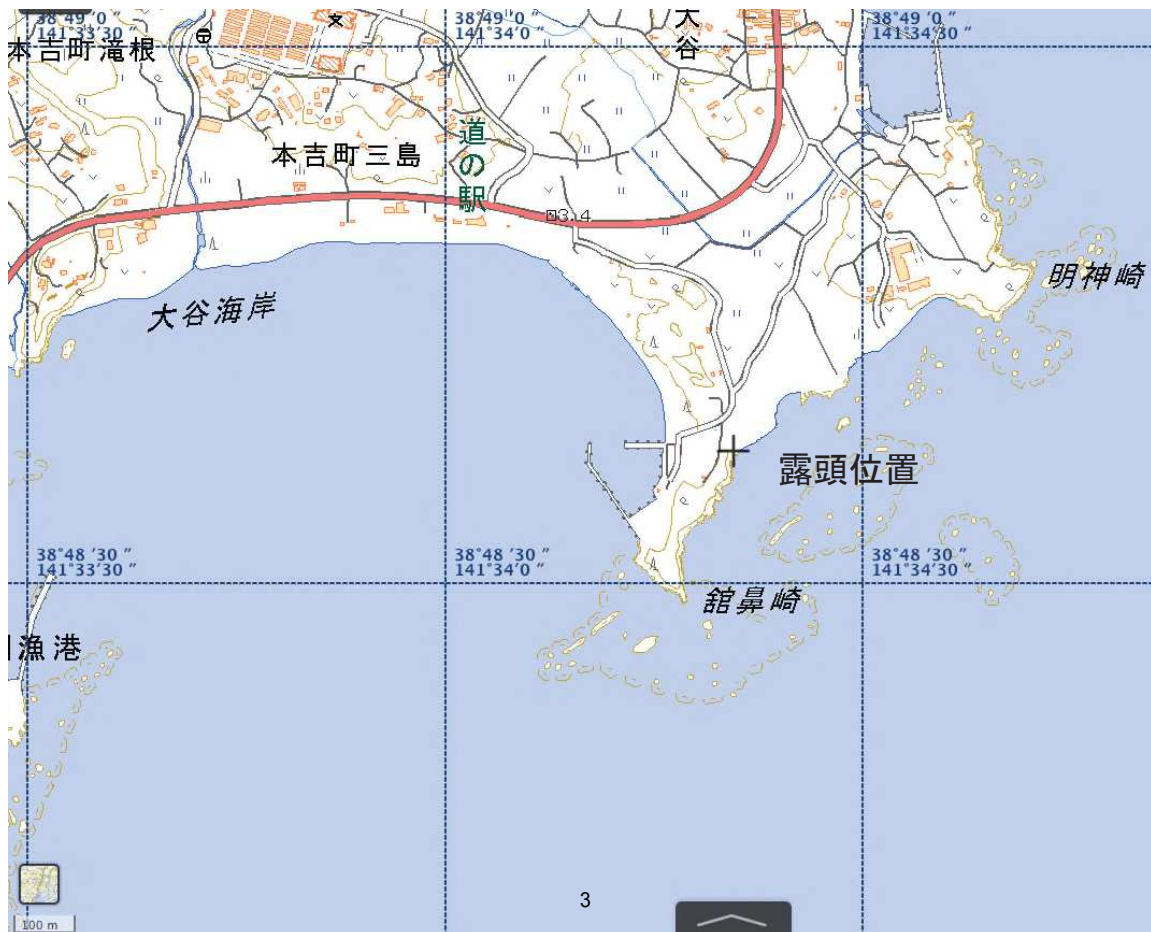 38°49 '0 "
141°33'30 "
38°49 '0 "
141°34'0 "
38°49 '0 "
141°34'30 "
本吉町滝根
大谷
道の駅
本吉町三島
3.4
明神崎
大谷海岸
露頭位置
38°48 '30 "
141°33'30 "
38°48 '30 "
141°34'0 "
38°48 '30 "
141°34'30 "
舘鼻崎
漁港
3
100 m